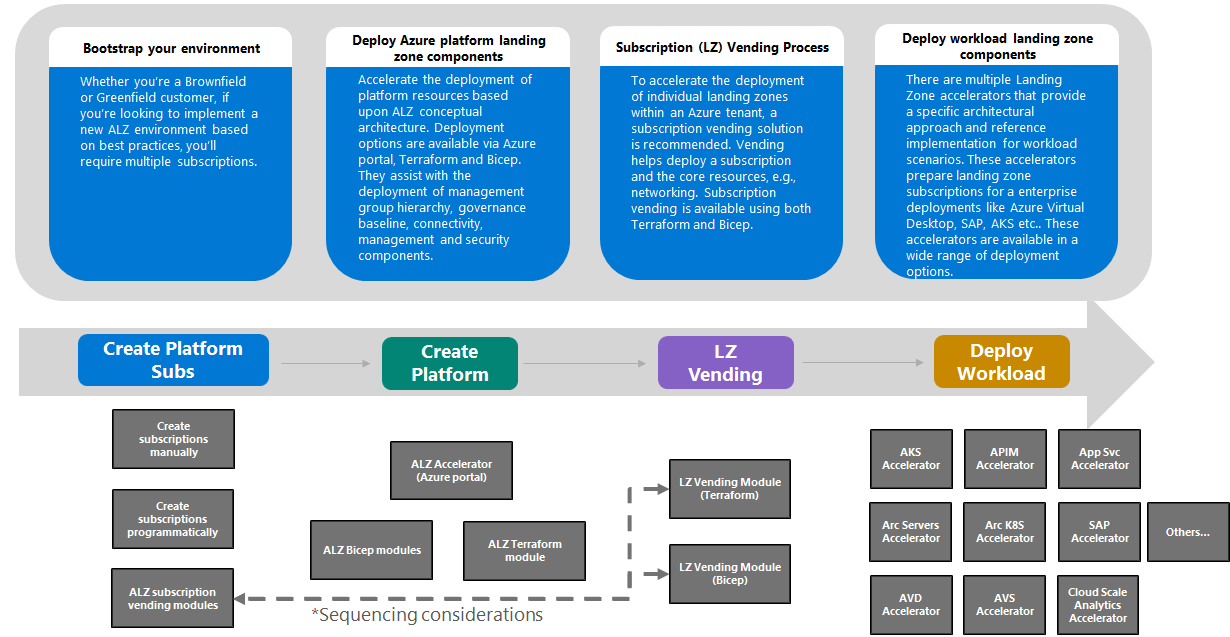 Bootstrap your environment
Whether you're a Brownfield
or Greenfield customer, if
you're looking to implement a
new ALZ environment based
on best practices, you'll
require multiple subscriptions.
Deploy Azure platform landing
zone components
Accelerate the deployment of
platform resources based
upon ALZ conceptual
architecture. Deployment
options are available via Azure
portal, Terraform and Bicep.
They assist with the
deployment of management
group hierarchy, governance
baseline, connectivity,
management and security
components.
Subscription (LZ) Vending Process
To accelerate the deployment
of individual landing zones
within an Azure tenant, a
subscription vending solution
is recommended. Vending
helps deploy a subscription
and the core resources, e.g.,
networking. Subscription
vending is available using both
Terraform and Bicep.
Deploy workload landing zone
components
There are multiple Landing
Zone accelerators that provide
a specific architectural
approach and reference
implementation for workload
scenarios. These accelerators
prepare landing zone
subscriptions for a enterprise
deployments like Azure Virtual
Desktop, SAP, AKS etc.. These
accelerators are available in a
wide range of deployment
options.
Create Platform
Subs
Create
Platform
LZ
Vending
Deploy
Workload
Create
subscriptions
manually
Create
subscriptions
programmatically
ALZ subscription
vending modules
ALZ Accelerator
(Azure portal)
ALZ Bicep modules
ALZ Terraform
module
*Sequencing considerations
LZ Vending Module
(Terraform)
LZ Vending Module
(Bicep)
AKS
Accelerator
APIM
Accelerator
App Svc
Accelerator
Arc Servers
Accelerator
Arc K8S
Accelerator
SAP
Accelerator
Others...
AVD
Accelerator
AVS
Accelerator
Cloud Scale
Analytics
Accelerator